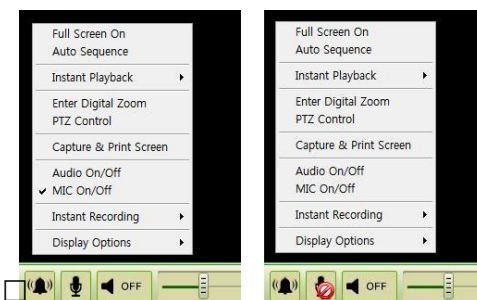 Full Screen On
Auto Sequence
Instant Playback
Enter Digital Zoom
PTZ Control
Capture & Print Screen
Audio On/Off
MIC On/Off
Instant Recording
Display Options
OFF
Full Screen On
Auto Sequence
Instant Playback
Enter Digital Zoom
PTZ Control
Capture & Print Screen
Audio On/Off
MIC On/Off
Instant Recording
Display Options
OFF